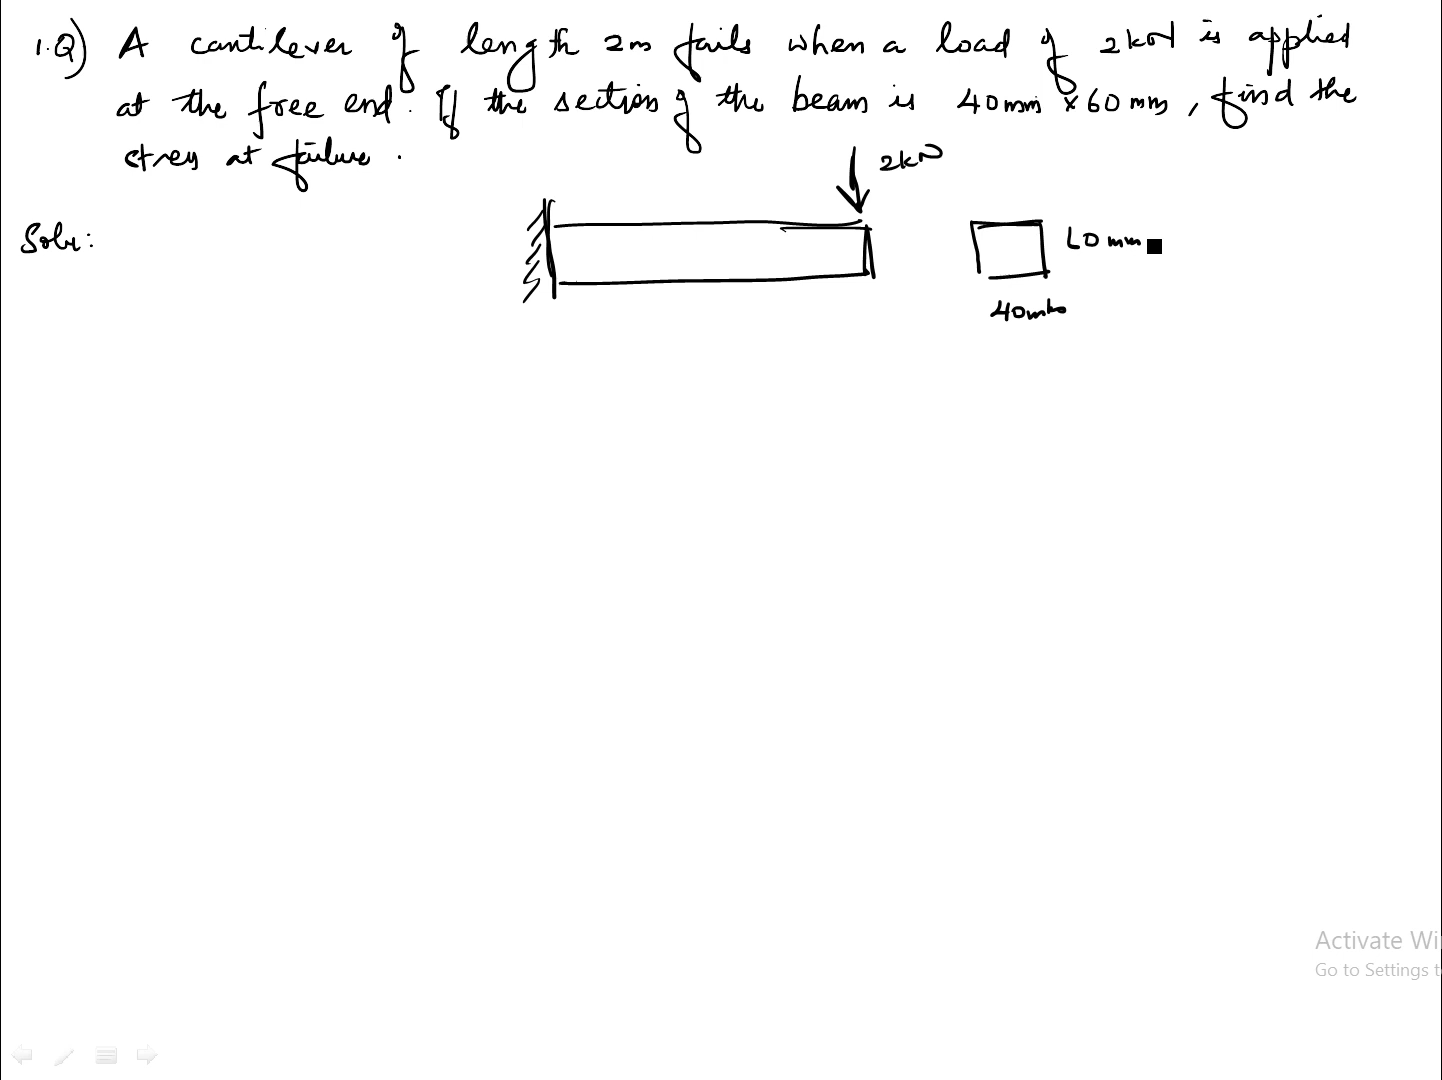 1.Q) A cantilever of length 2m fails when a load of 2kN is applied
at the free end. If the section of the beam is 40mm x 60mm, find the
stress at failure.
2kN
Soln:
60mm
40mm
Activate Wi
Go to Settings t